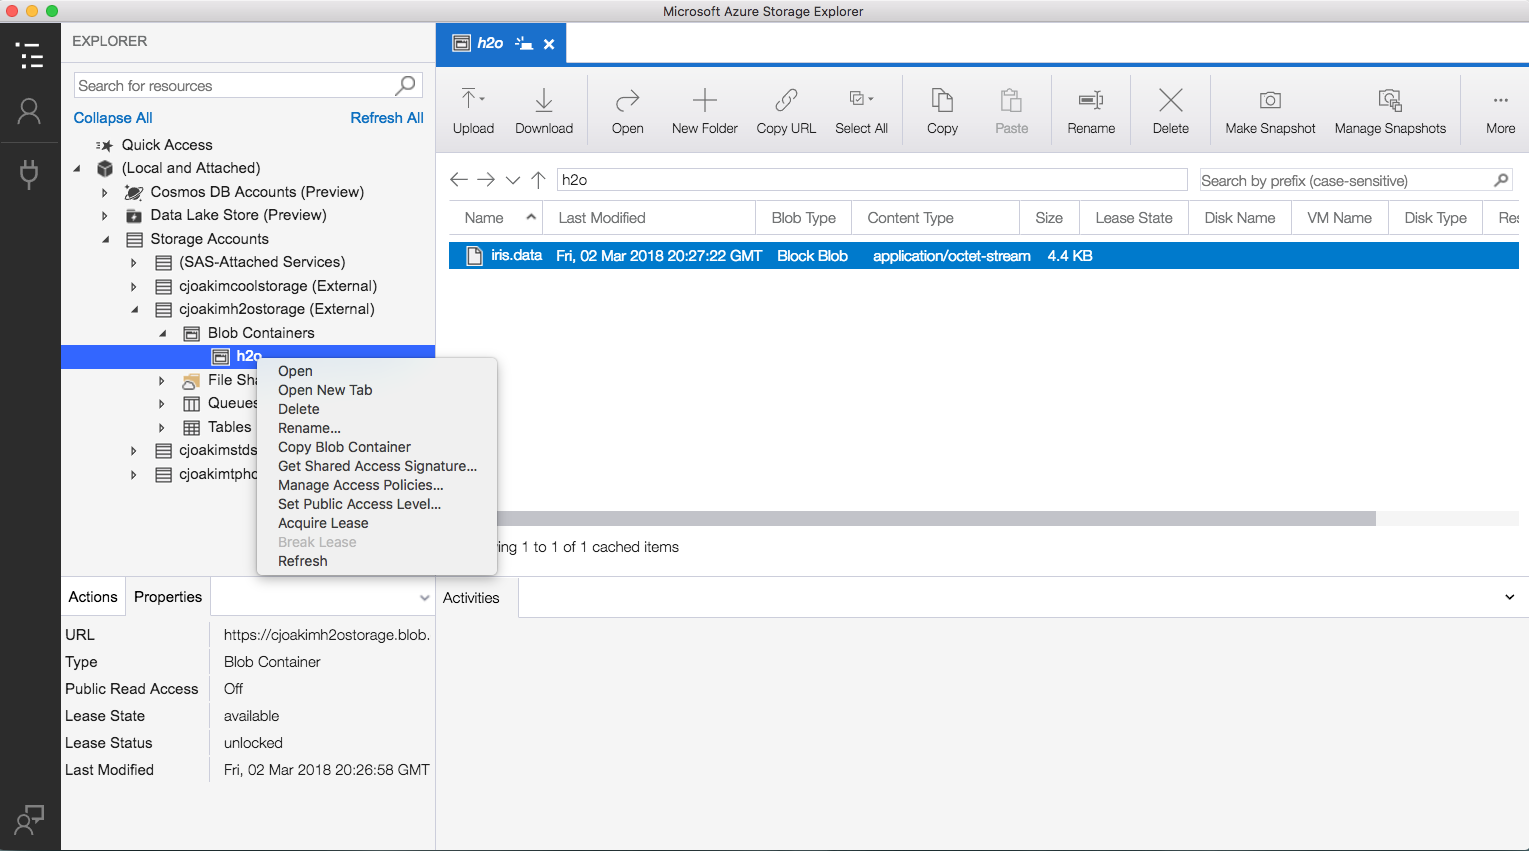 Microsoft Azure Storage Explorer
EXPLORER
Search for resources
Collapse All
Refresh All
Quick Access
(Local and Attached)
Cosmos DB Accounts (Preview)
Data Lake Store (Preview)
Storage Accounts
(SAS-Attached Services)
cjoakimcoolstorage (External)
cjoakimh2ostorage (External)
Blob Containers
h2o
File Sha
Queues
Tables
cjoakimstds
cjoakimtpho
Open
Open New Tab
Delete
Rename...
Copy Blob Container
Get Shared Access Signature...
Manage Access Policies...
Set Public Access Level...
Acquire Lease
Break Lease
Refresh
Actions
Properties
URL https://cjoakimh2ostorage.blob.
Type Blob Container
Public Read Access Off
Lease State available
Lease Status unlocked
Last Modified Fri, 02 Mar 2018 20:26:58 GMT
h2o
Upload
Download
Open
New Folder
Copy URL
Select All
Copy
Paste
Rename
Delete
Make Snapshot
Manage Snapshots
More
h2o
Search by prefix (case-sensitive)
Name Last Modified Blob Type Content Type Size Lease State Disk Name VM Name Disk Type Res
iris.data Fri, 02 Mar 2018 20:27:22 GMT Block Blob application/octet-stream 4.4 KB
ing 1 to 1 of 1 cached items
Activities